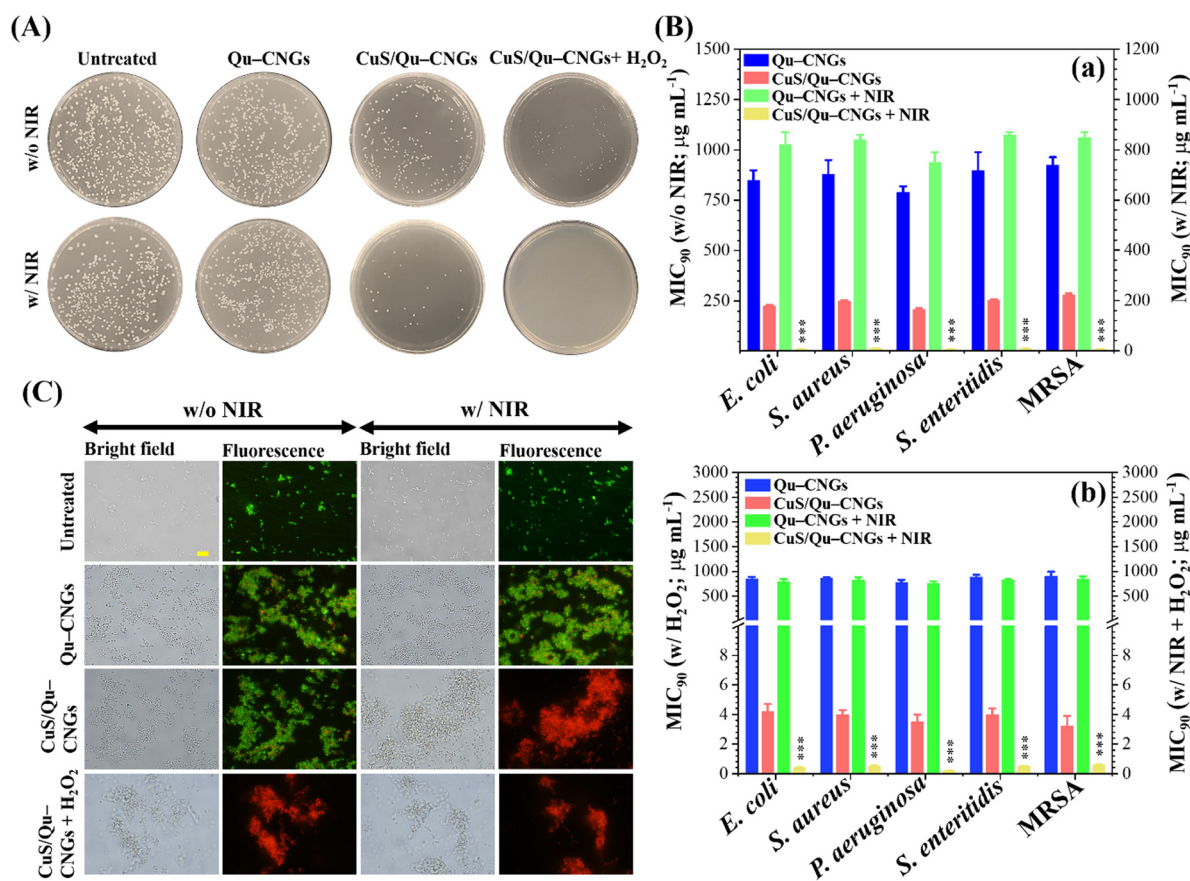 (A)
Untreated
Qu–CNGs
CuS/Qu–CNGs
CuS/Qu–CNGs+ H₂O₂
w/o NIR
w/ NIR
(B)
(a)
1500
1250
1000
750
500
250
MIC₉₀ (w/o NIR; μg mL⁻¹)
Qu–CNGs
CuS/Qu–CNGs
Qu–CNGs + NIR
CuS/Qu–CNGs + NIR
1200
1000
800
600
400
200
0
MIC₉₀ (w/ NIR; μg mL⁻¹)
***
***
***
***
***
E. coli
S. aureus
P. aeruginosa
S. enteritidis
MRSA
(b)
3000
2500
2000
1500
1000
500
8
6
4
2
0
MIC₉₀ (w/ H₂O₂; μg mL⁻¹)
Qu–CNGs
CuS/Qu–CNGs
Qu–CNGs + NIR
CuS/Qu–CNGs + NIR
3000
2500
2000
1500
1000
500
8
6
4
2
0
MIC₉₀ (w/ NIR + H₂O₂; μg mL⁻¹)
***
***
***
***
***
E. coli
S. aureus
P. aeruginosa
S. enteritidis
MRSA
(C)
w/o NIR
w/ NIR
Bright field
Fluorescence
Bright field
Fluorescence
Untreated
Qu–CNGs
CuS/Qu–
CNGs
CuS/Qu–
CNGs + H₂O₂